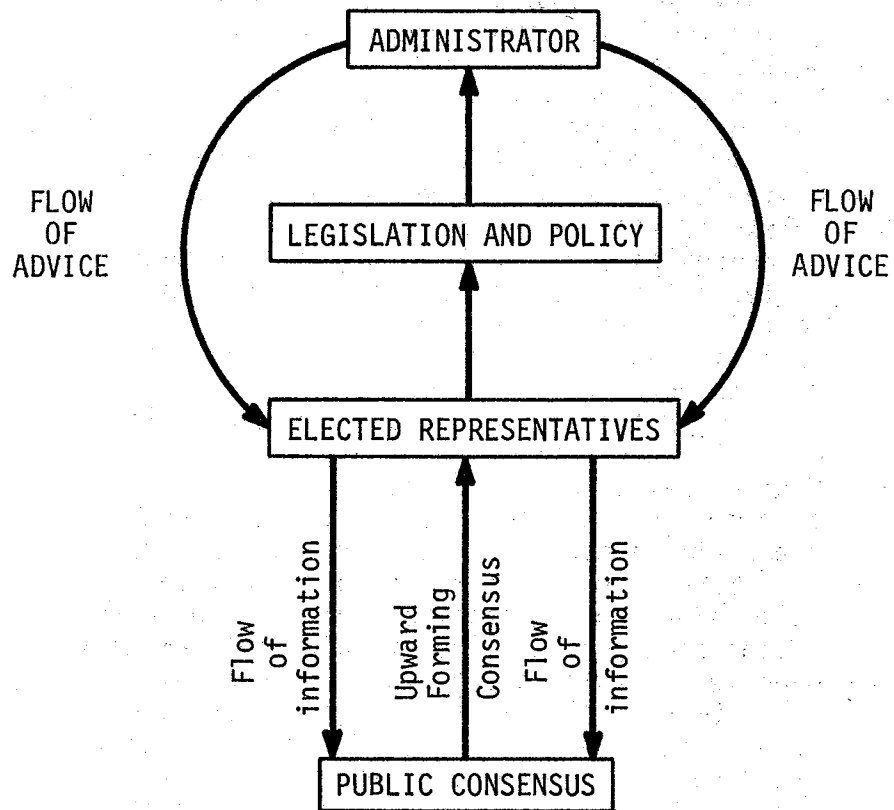 ADMINISTRATOR
FLOW
OF
ADVICE
FLOW
OF
ADVICE
LEGISLATION AND POLICY
ELECTED REPRESENTATIVES
Flow
of
information
Upward
Forming
Consensus
Flow
of
information
PUBLIC CONSENSUS